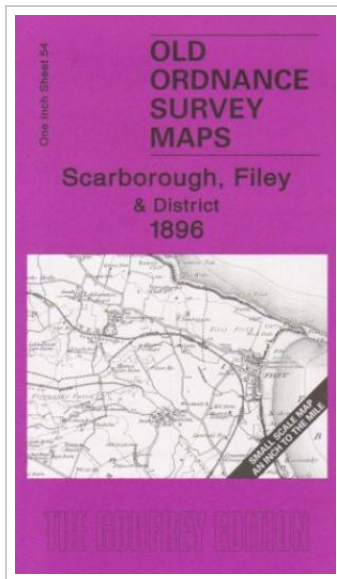 One Inch Sheet 54
OLD
ORDNANCE
SURVEY
MAPS
Scarborough, Filey
& District
1896
SMALL SCALE MAP
AN INCH TO THE MILE
THE GODFREY EDITION